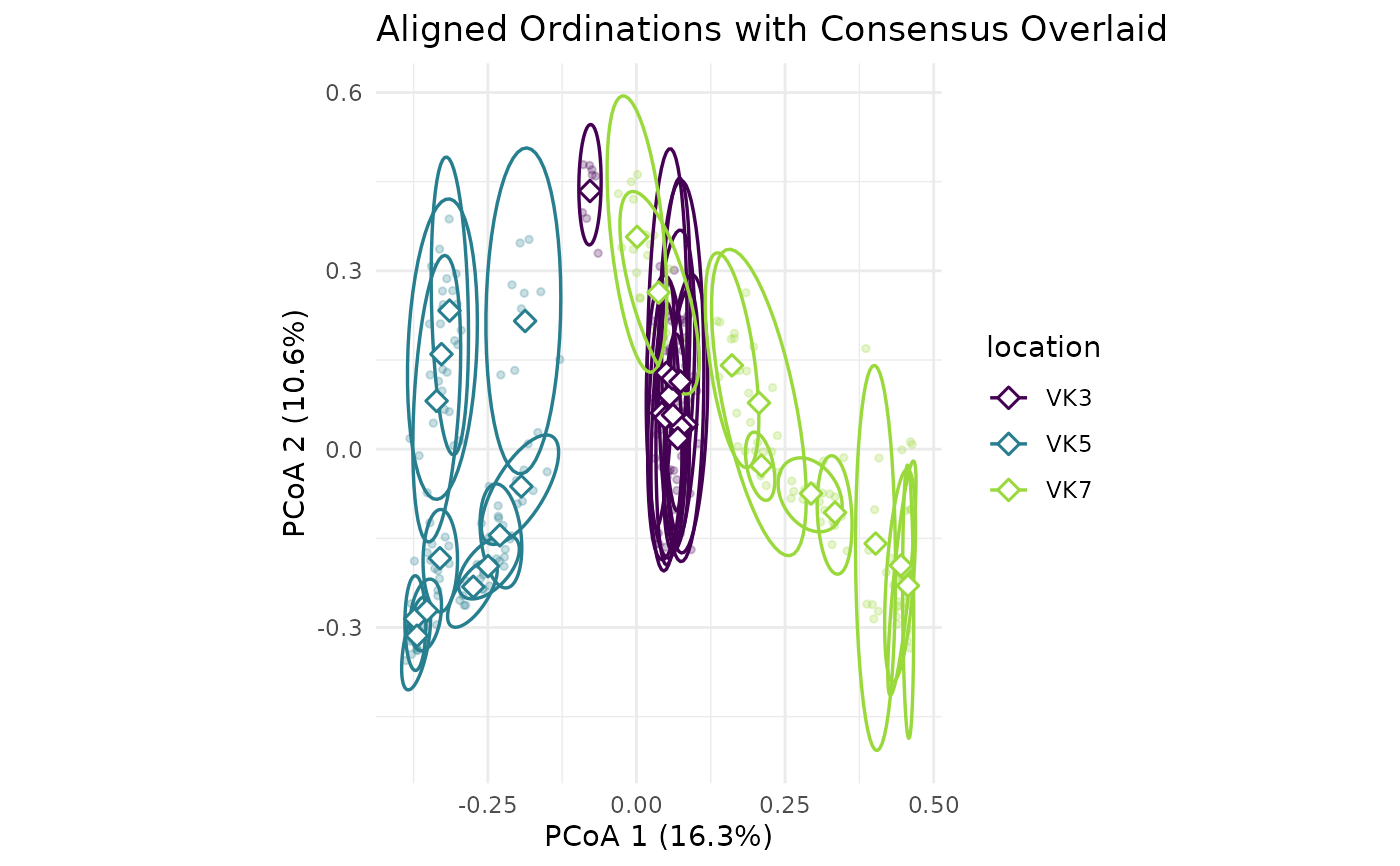 Aligned Ordinations with Consensus Overlaid
0.6
0.3
0.0
-0.3
PCoA 2 (10.6%)
-0.25
0.00
0.25
0.50
PCoA 1 (16.3%)
location
VK3
VK5
VK7